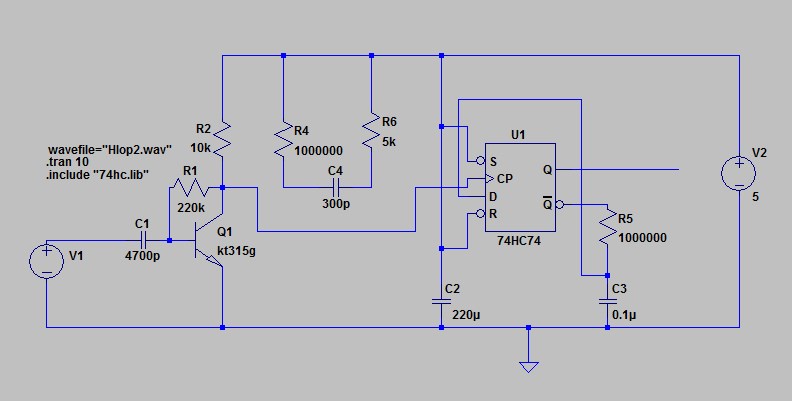 wavefile="Hlop2.wav"
.tran 10
.include "74hc.lib"
R2
10k
R4
1000000
R6
5k
C4
300p
R1
220k
C1
4700p
V1
Q1
kt315g
U1
S
CP
D
R
Q
Q
74HC74
R5
1000000
C2
220µ
C3
0.1µ
V2
5